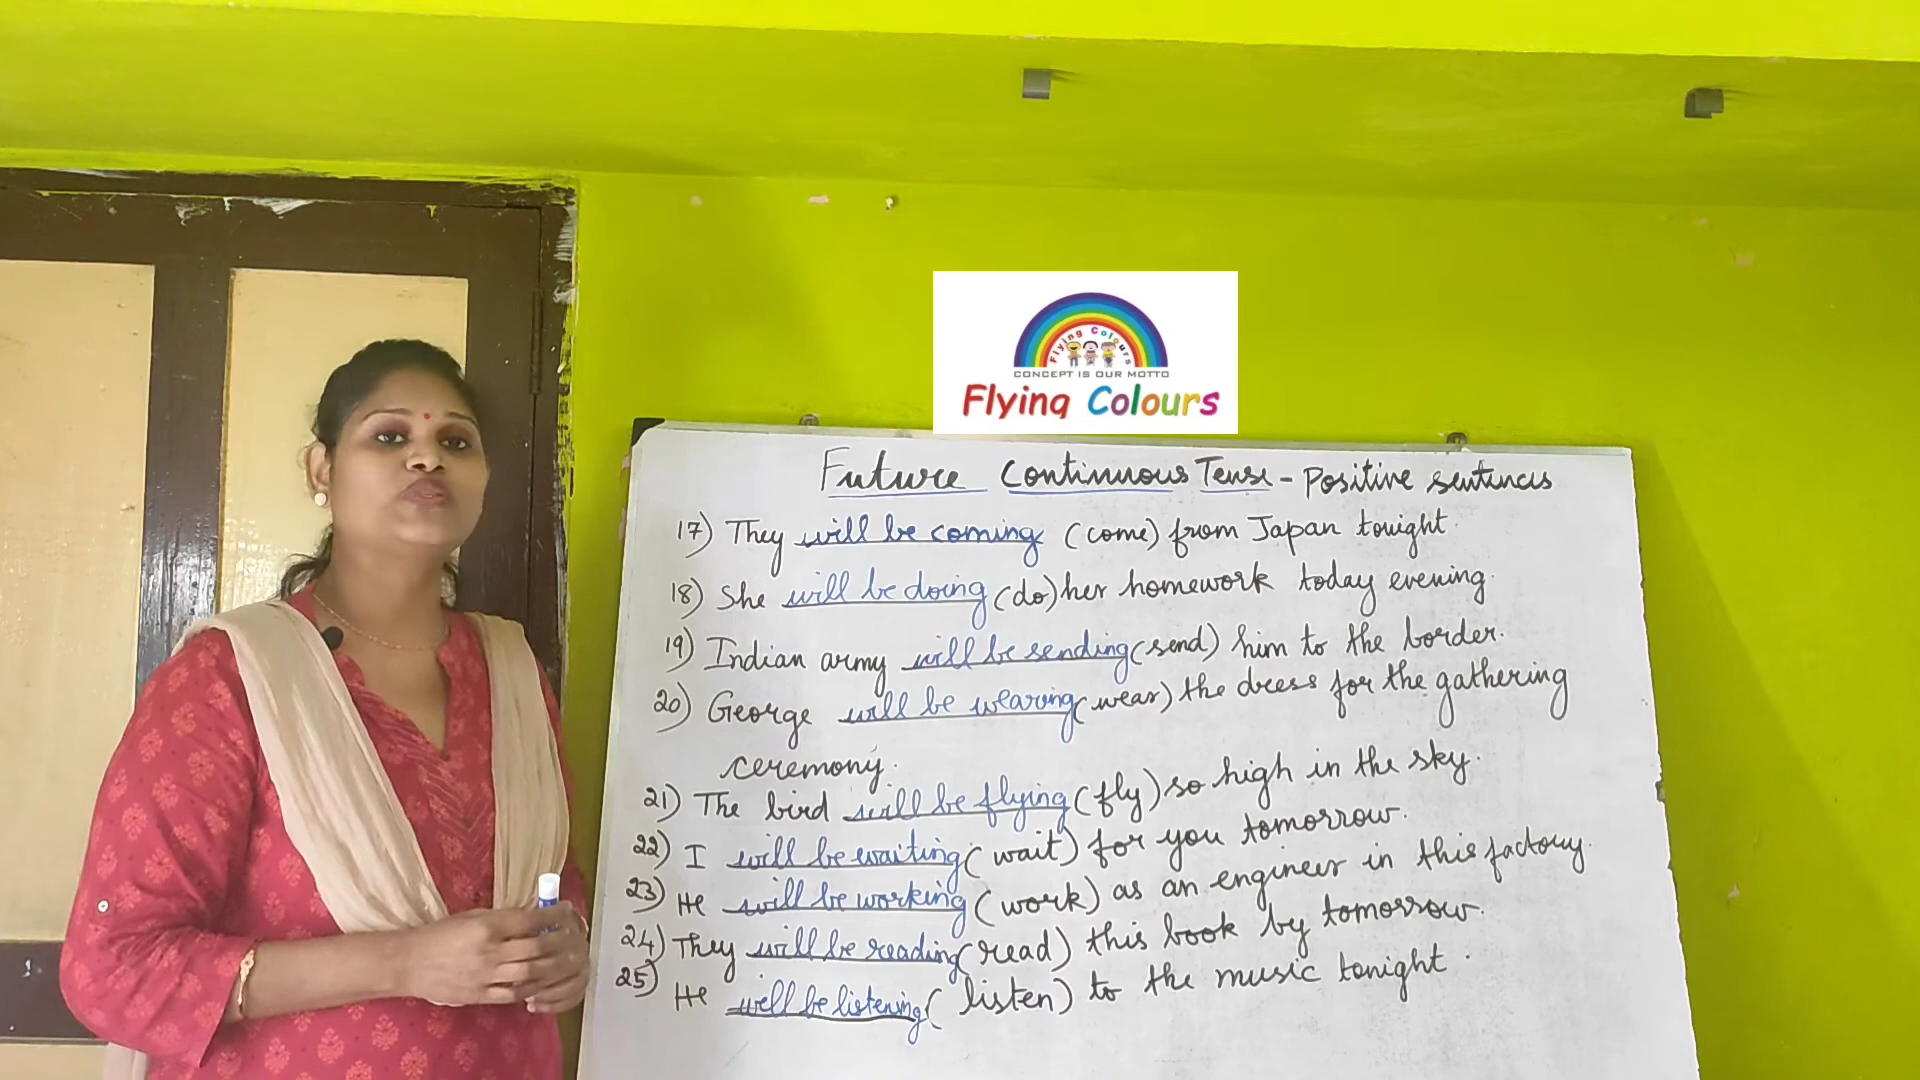 Flying Colours
CONCEPT IS OUR MOTTO
Flying Colours
Future Continuous Tense - Positive sentences
17) They will be coming (come) from Japan tonight.
18) She will be doing (do) her homework today evening.
19) Indian army will be sending (send) him to the border.
20) George will be wearing (wear) the dress for the gathering
ceremony.
21) The bird will be flying (fly) so high in the sky.
22) I will be waiting (wait) for you tomorrow.
23) He will be working (work) as an engineer in this factory.
24) They will be reading (read) this book by tomorrow.
25) He will be listening (listen) to the music tonight.